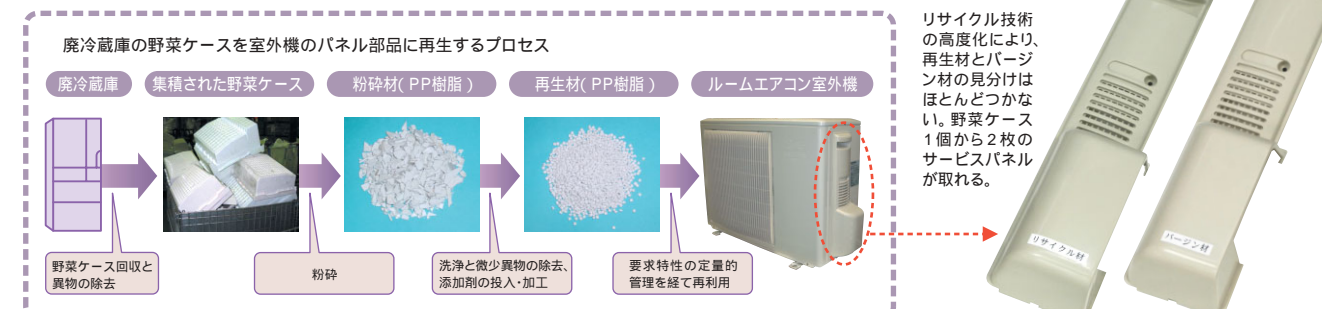 廃冷蔵庫の野菜ケースを室外機のパネル部品に再生するプロセス
廃冷蔵庫
集積された野菜ケース
粉砕材( PP樹脂 )
再生材( PP樹脂 )
ルームエアコン室外機
野菜ケース回収と
異物の除去
粉砕
洗浄と微少異物の除去、
添加剤の投入・加工
要求特性の定量的
管理を経て再利用
リサイクル技術
の高度化により、
再生材とバージ
ン材の見分けは
ほとんどつかな
い。野菜ケース
1個から2枚の
サービスパネル
が取れる。
リサイクル材
バージン材